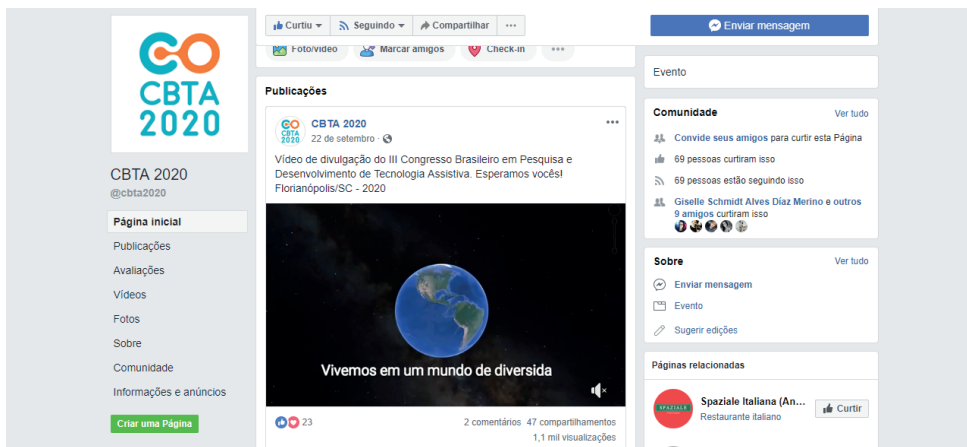 CBTA
2020
CBTA 2020
@cbta2020
Página inicial
Publicações
Avaliações
Vídeos
Fotos
Sobre
Comunidade
Informações e anúncios
Criar uma Página
Curtiu
Seguindo
Compartilhar
Foto/vídeo
Marcar amigos
Check-in
Publicações
CBTA
2020
CBTA 2020
22 de setembro ·
Vídeo de divulgação do III Congresso Brasileiro em Pesquisa e
Desenvolvimento de Tecnologia Assistiva. Esperamos vocês!
Florianópolis/SC - 2020
Vivemos em um mundo de diversida
23
2 comentários 47 compartilhamentos
1,1 mil visualizações
Enviar mensagem
Evento
Comunidade
Ver tudo
Convide seus amigos para curtir esta Página
69 pessoas curtiram isso
69 pessoas estão seguindo isso
Giselle Schmidt Alves Díaz Merino e outros
9 amigos curtiram isso
Sobre
Ver tudo
Enviar mensagem
Evento
Sugerir edições
Páginas relacionadas
SPAZIALE
Spaziale Italiana (An...
Restaurante italiano
Curtir